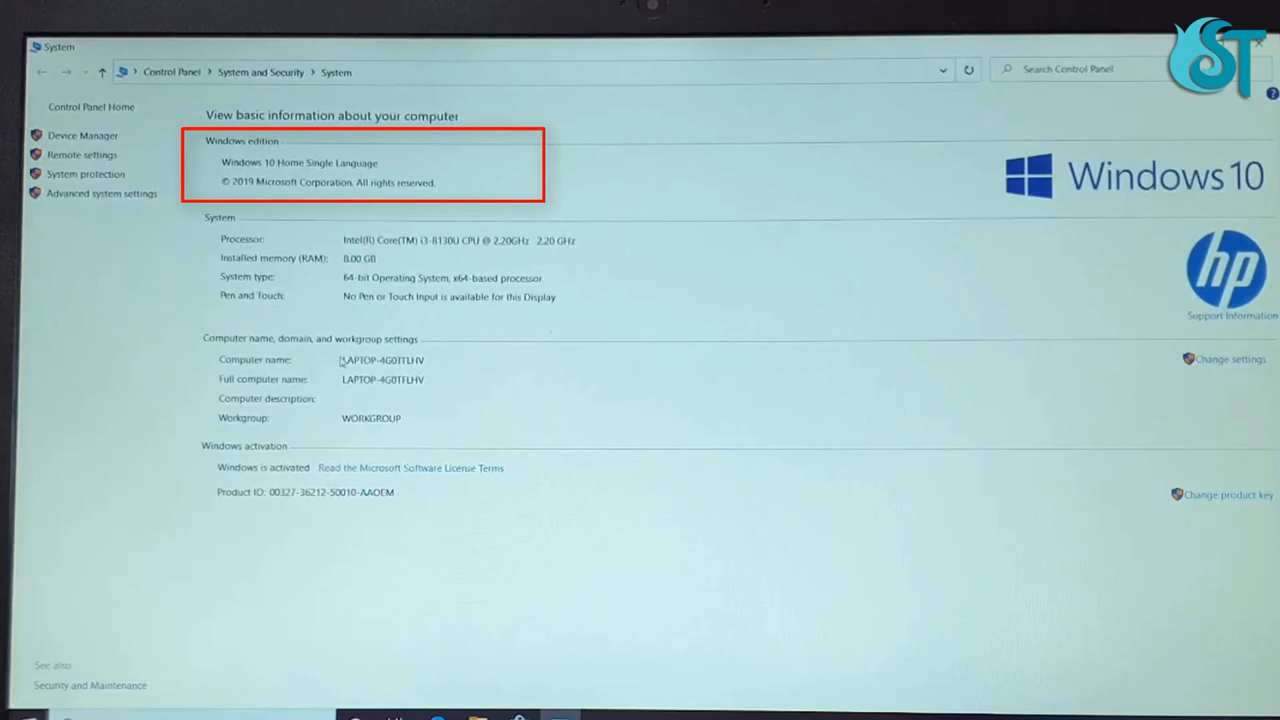 ST
System
Control Panel > System and Security > System
Search Control Panel
Control Panel Home
Device Manager
Remote settings
System protection
Advanced system settings
View basic information about your computer
Windows edition
Windows 10 Home Single Language
© 2019 Microsoft Corporation. All rights reserved.
Windows 10
System
Processor: Intel(R) Core(TM) i3-8130U CPU @ 2.20GHz 2.20 GHz
Installed memory (RAM): 8.00 GB
System type: 64-bit Operating System, x64-based processor
Pen and Touch: No Pen or Touch Input is available for this Display
hp
Support Information
Computer name, domain, and workgroup settings
Computer name: LAPTOP-4G0TFLHV
Change settings
Full computer name: LAPTOP-4G0TFLHV
Computer description:
Workgroup: WORKGROUP
Windows activation
Windows is activated Read the Microsoft Software License Terms
Product ID: 00327-36212-50010-AAOEM
Change product key
See also
Security and Maintenance